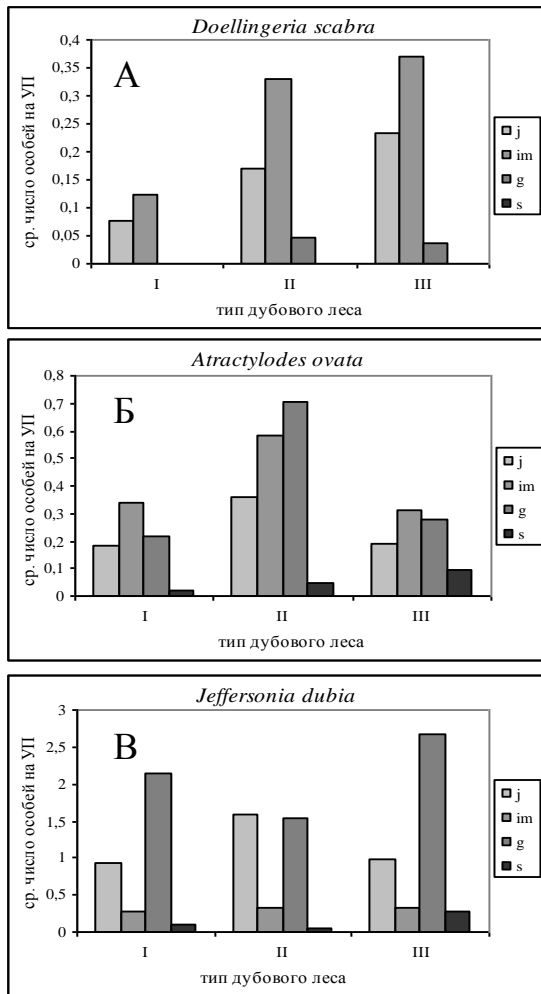 Doellingeria scabra
А
ср. число особей на УП
0,4
0,35
0,3
0,25
0,2
0,15
0,1
0,05
0
I II III
тип дубового леса
j
im
g
s
Atractylodes ovata
Б
ср. число особей на УП
0,8
0,7
0,6
0,5
0,4
0,3
0,2
0,1
0
I II III
тип дубового леса
j
im
g
s
Jeffersonia dubia
В
ср. число особей на УП
3
2,5
2
1,5
1
0,5
0
I II III
тип дубового леса
j
im
g
s